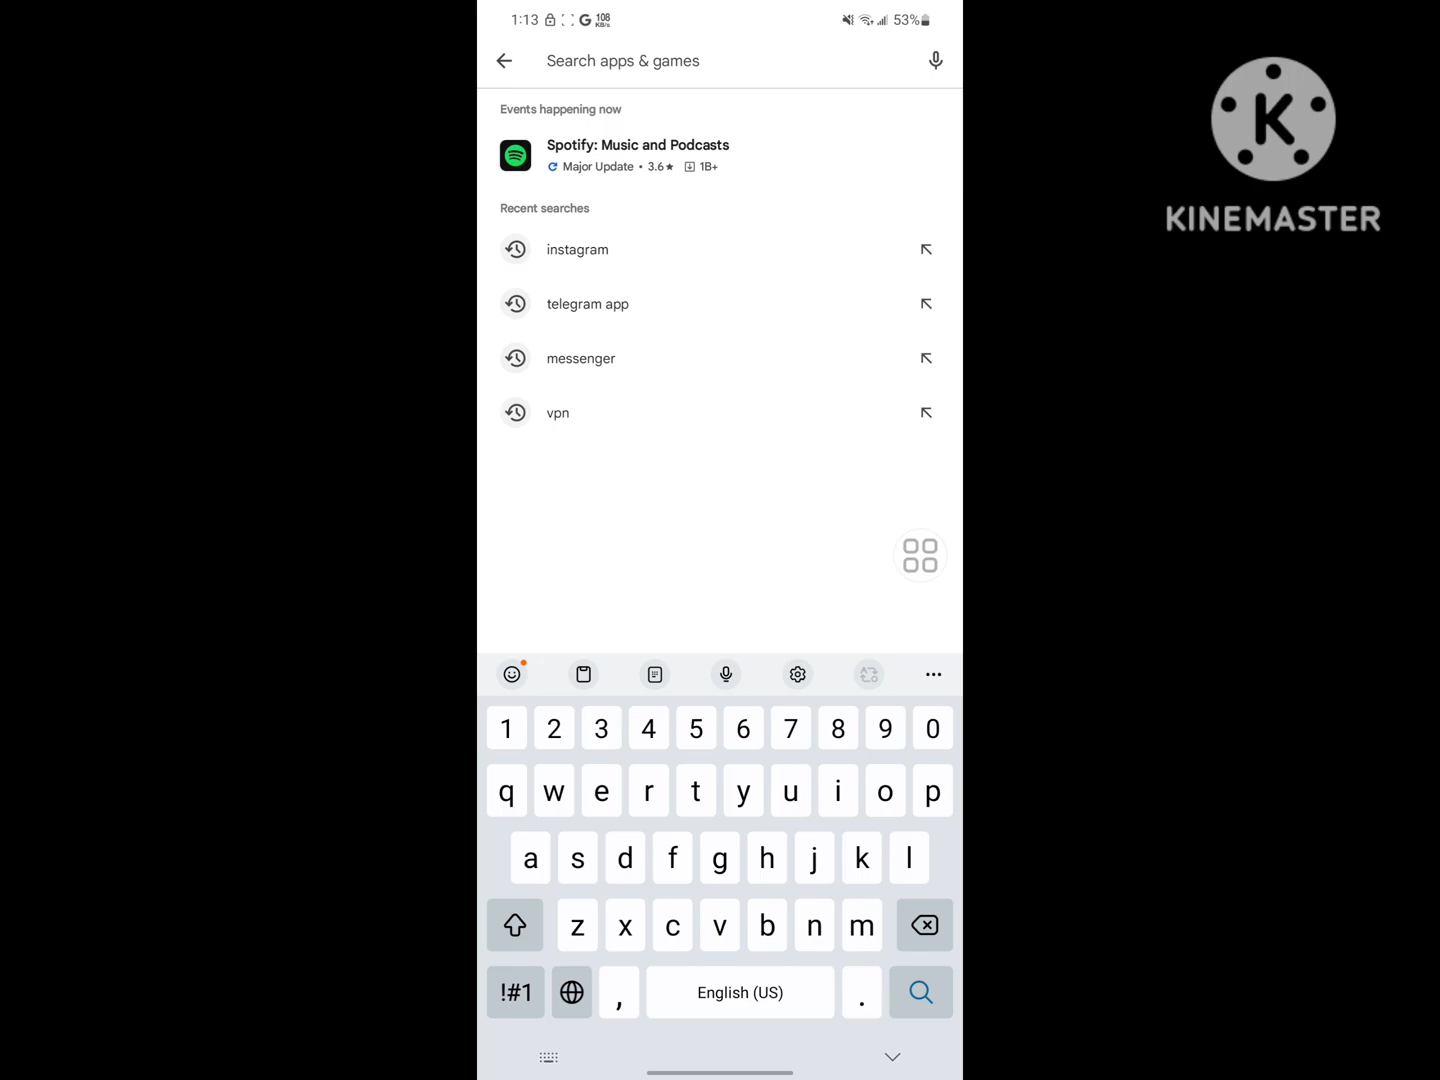 1:13 G 108 KB/s 53%
Search apps & games
Events happening now
Spotify: Music and Podcasts
Major Update • 3.6★ 1B+
Recent searches
instagram
telegram app
messenger
vpn
K
KINEMASTER
1 2 3 4 5 6 7 8 9 0
q w e r t y u i o p
a s d f g h j k l
z x c v b n m
!#1 , English (US) .